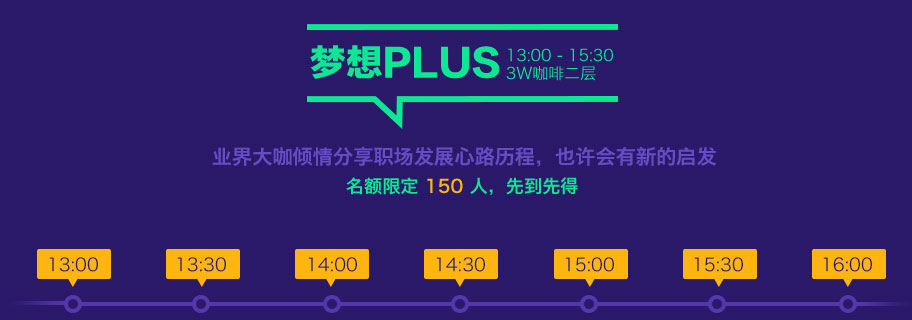 梦想PLUS
13:00 - 15:30
3W咖啡二层
业界大咖倾情分享职场发展心路历程，也许会有新的启发
名额限定 150 人，先到先得
13:00 13:30 14:00 14:30 15:00 15:30 16:00